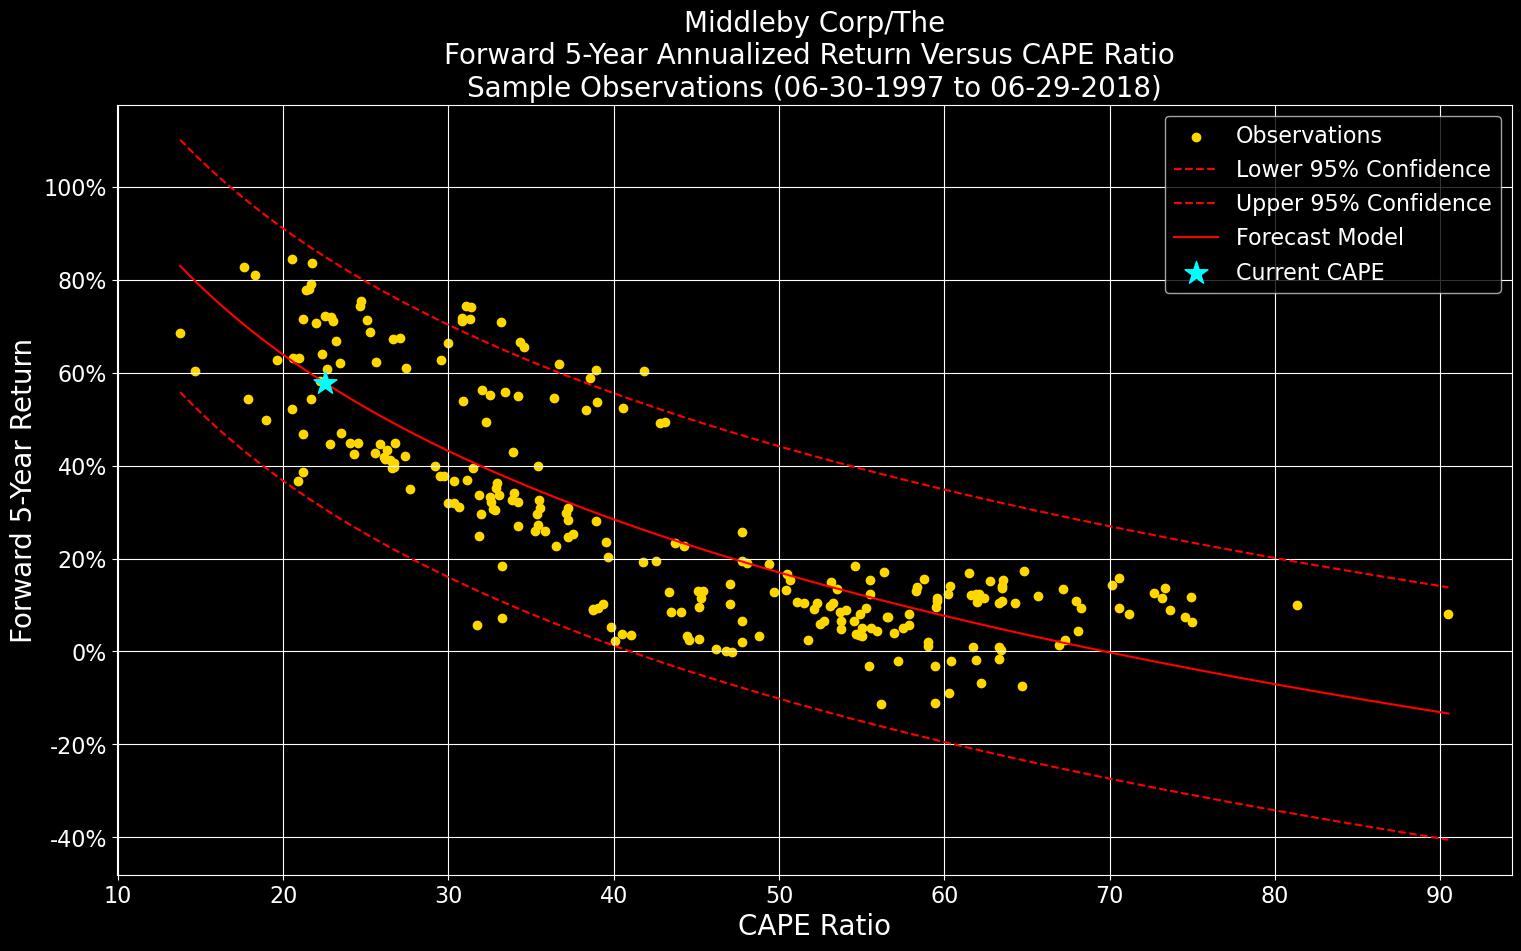 Middleby Corp/The
Forward 5-Year Annualized Return Versus CAPE Ratio
Sample Observations (06-30-1997 to 06-29-2018)
Observations
Lower 95% Confidence
Upper 95% Confidence
Forecast Model
Current CAPE
Forward 5-Year Return
100%
80%
60%
40%
20%
0%
-20%
-40%
10 20 30 40 50 60 70 80 90
CAPE Ratio